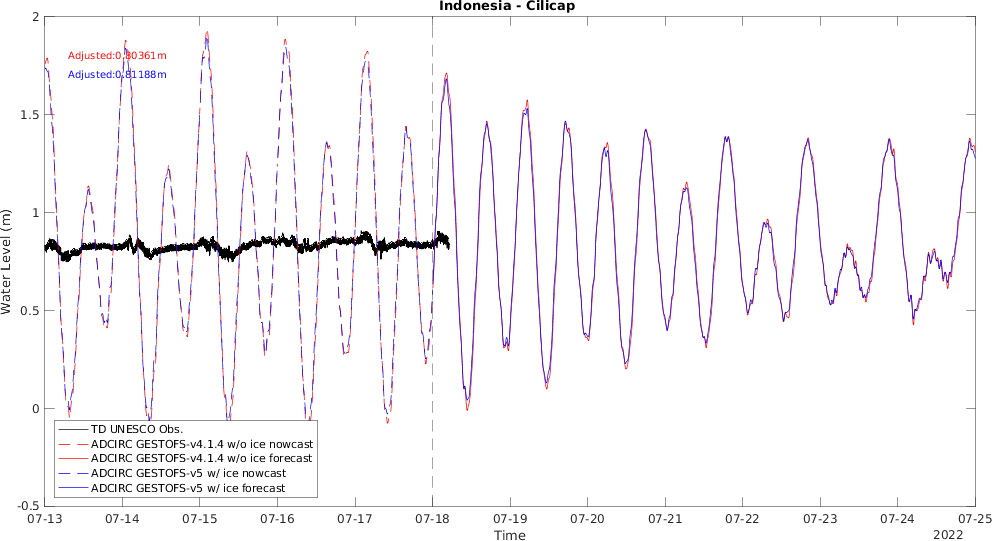 Indonesia - Cilicap
2
Adjusted:0.80361m
Adjusted:0.81188m
1.5
1
Water Level (m)
0.5
0
TD UNESCO Obs.
ADCIRC GESTOFS-v4.1.4 w/o ice nowcast
ADCIRC GESTOFS-v4.1.4 w/o ice forecast
ADCIRC GESTOFS-v5 w/ ice nowcast
ADCIRC GESTOFS-v5 w/ ice forecast
-0.5
07-13 07-14 07-15 07-16 07-17 07-18 07-19 07-20 07-21 07-22 07-23 07-24 07-25
Time
2022